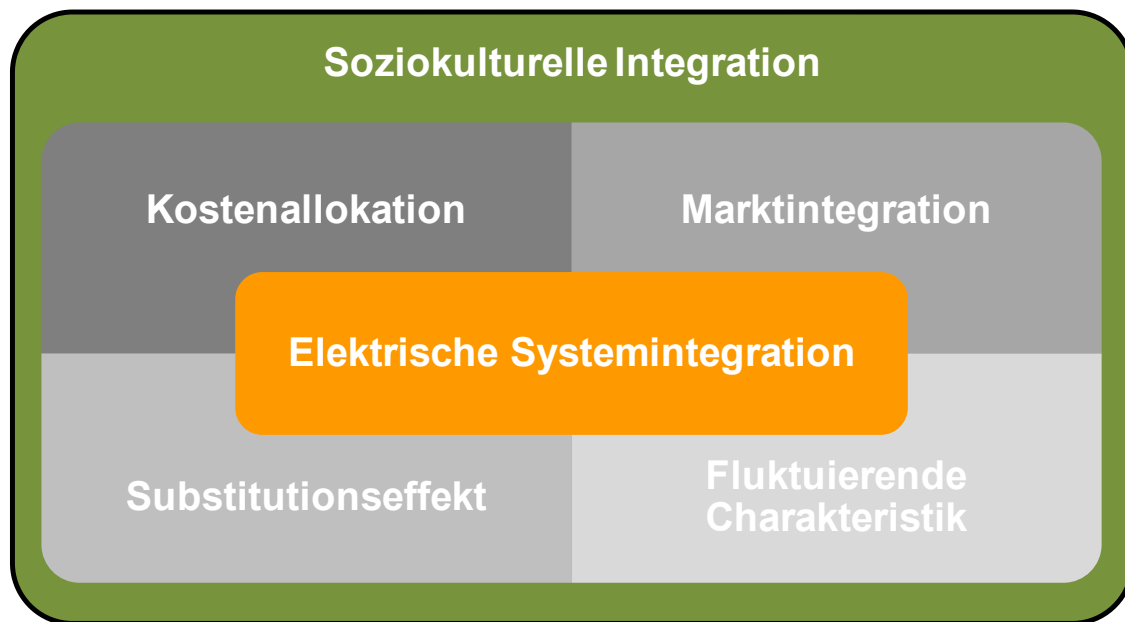 Soziokulturelle Integration
Kostenallokation
Marktintegration
Elektrische Systemintegration
Substitutionseffekt
Fluktuierende
Charakteristik